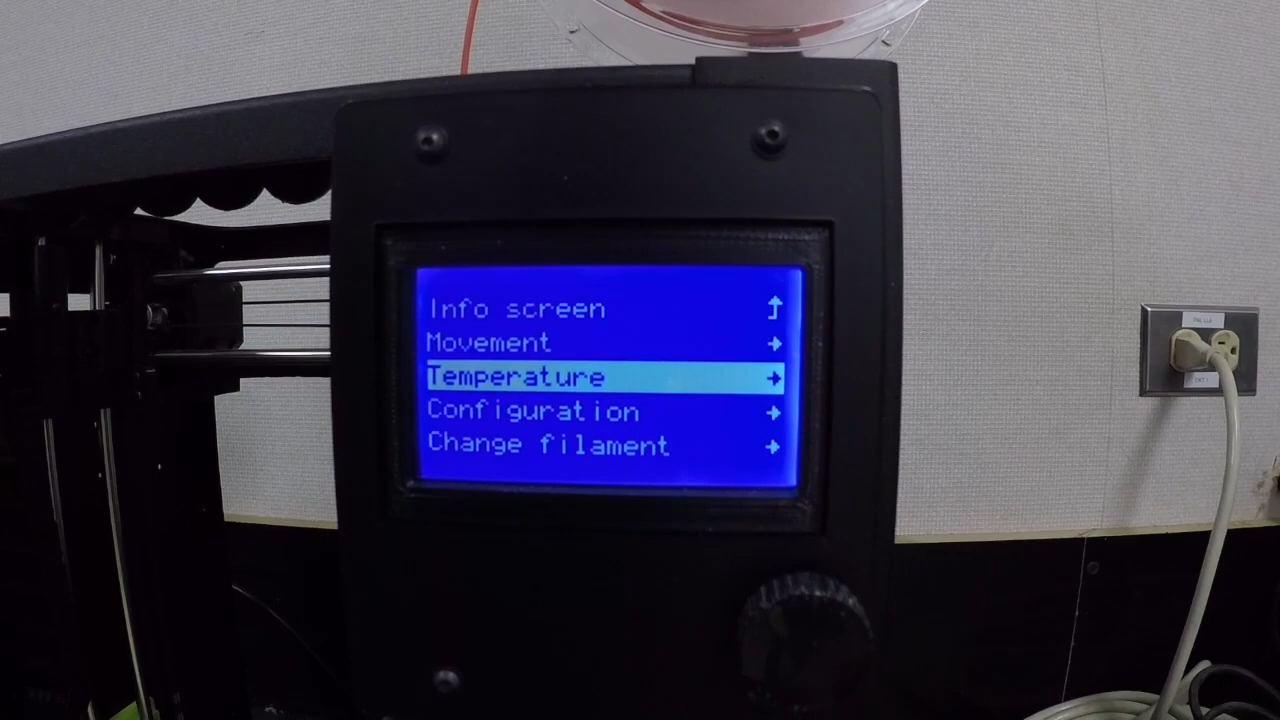 Info screen
Movement
Temperature
Configuration
Change filament